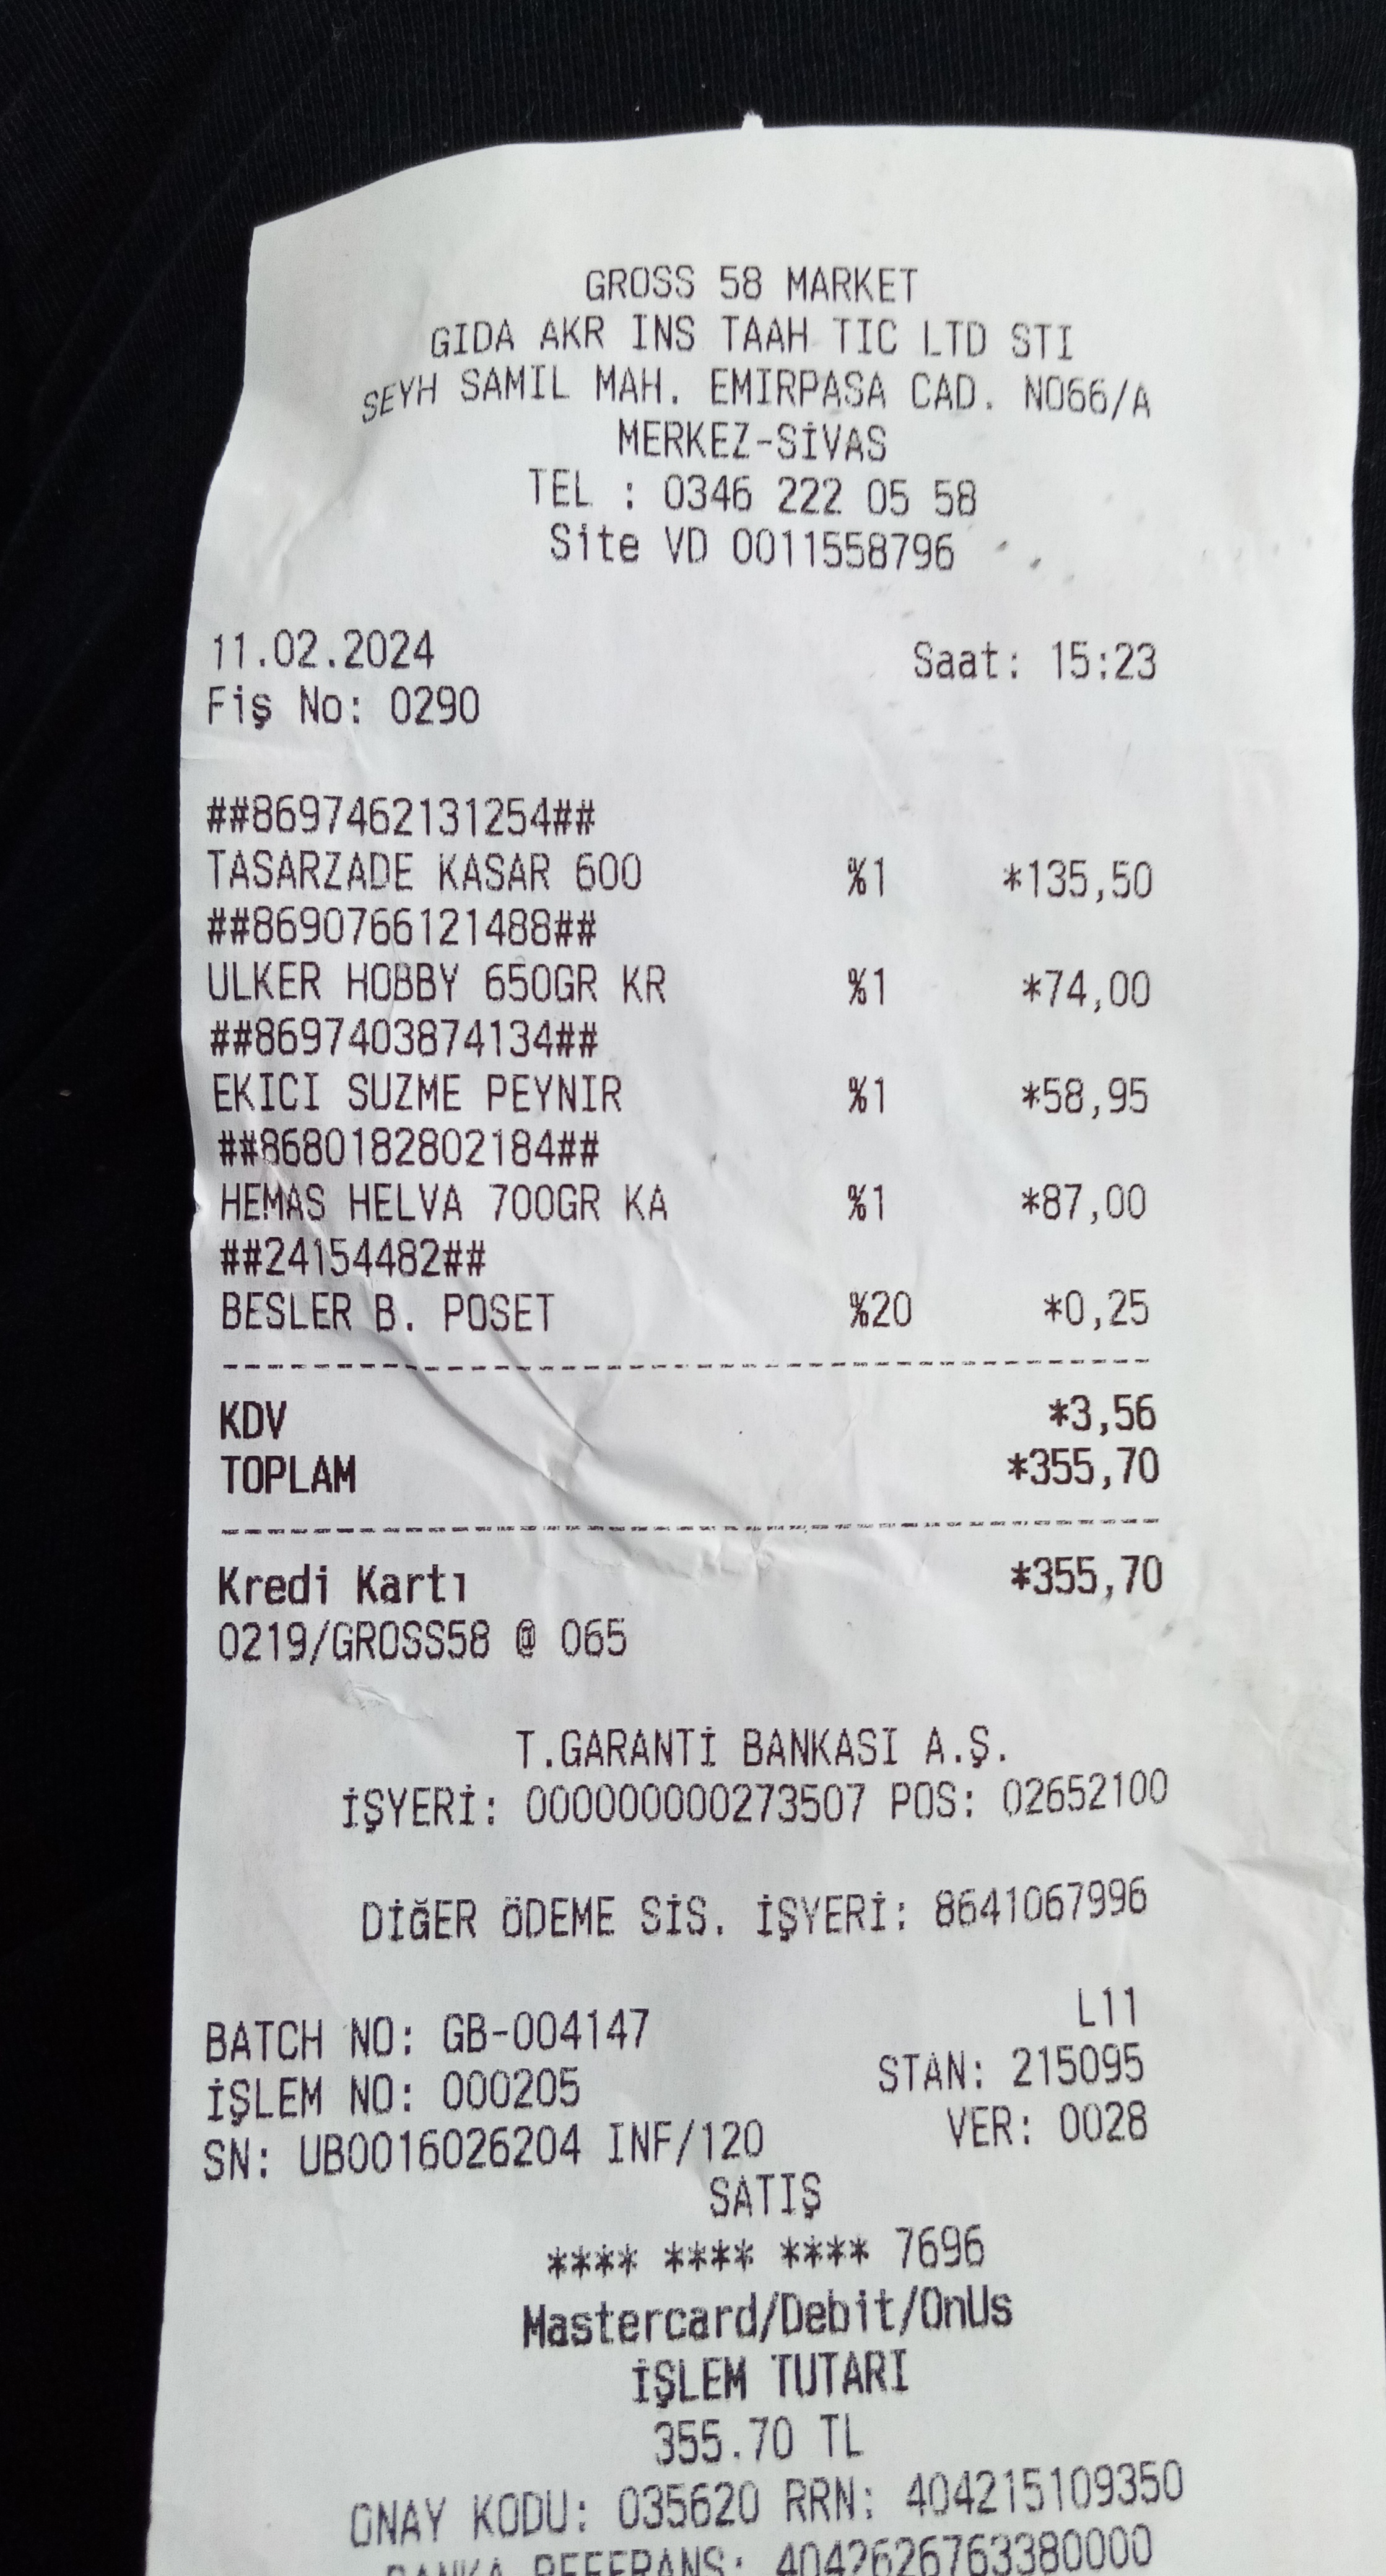 GROSS 58 MARKET
GIDA AKR INS TAAH TIC LTD STI
SEYH SAMIL MAH. EMIRPASA CAD. NO66/A
MERKEZ-SİVAS
TEL : 0346 222 05 58
Site VD 0011558796
11.02.2024 Saat: 15:23
Fiş No: 0290
##8697462131254##
TASARZADE KASAR 600 %1 *135,50
##8690766121488##
ULKER HOBBY 650GR KR %1 *74,00
##8697403874134##
EKICI SUZME PEYNIR %1 *58,95
##8680182802184##
HEMAS HELVA 700GR KA %1 *87,00
##24154482##
BESLER B. POSET %20 *0,25
KDV *3,56
TOPLAM *355,70
Kredi Kartı *355,70
0219/GROSS58 @ 065
T.GARANTİ BANKASI A.Ş.
İŞYERİ: 000000000273507 POS: 02652100
DİĞER ÖDEME SİS. İŞYERİ: 8641067996
L11
BATCH NO: GB-004147 STAN: 215095
İŞLEM NO: 000205 VER: 0028
SN: UB0016026204 INF/120
SATIŞ
**** **** **** 7696
Mastercard/Debit/OnUs
İŞLEM TUTARI
355.70 TL
ONAY KODU: 035620 RRN: 404215109350
BANKA REFERANS: 4042626763380000